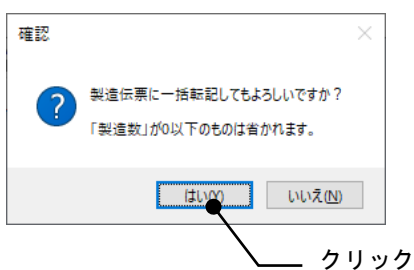 確認
製造伝票に一括転記してもよろしいですか？
「製造数」が0以下のものは省かれます。
はい(Y)
いいえ(N)
クリック